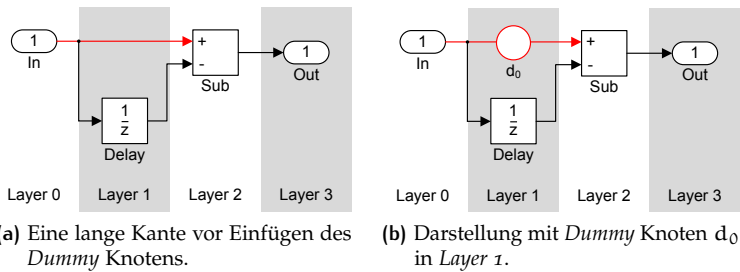 1
In
+
-
Sub
1
Out
1
z
Delay
Layer 0
Layer 1
Layer 2
Layer 3
(a) Eine lange Kante vor Einfügen des
Dummy Knotens.
1
In
d0
+
-
Sub
1
Out
1
z
Delay
Layer 0
Layer 1
Layer 2
Layer 3
(b) Darstellung mit Dummy Knoten d0
in Layer 1.